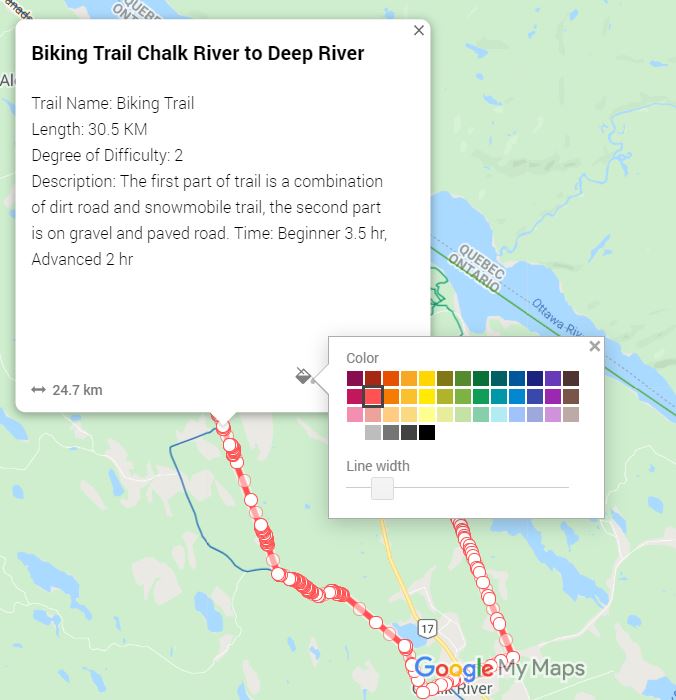 anada
QUEBEC
Biking Trail Chalk River to Deep River
Al
Trail Name: Biking Trail
Length: 30.5 KM
Degree of Difficulty: 2
Description: The first part of trail is a combination
of dirt road and snowmobile trail, the second part
is on gravel and paved road. Time: Beginner 3.5 hr,
Advanced 2 hr
24.7 km
QUEBEC
ONTARIO
Ottawa Riv
Color
Line width
17
Google My Maps
Chalk River